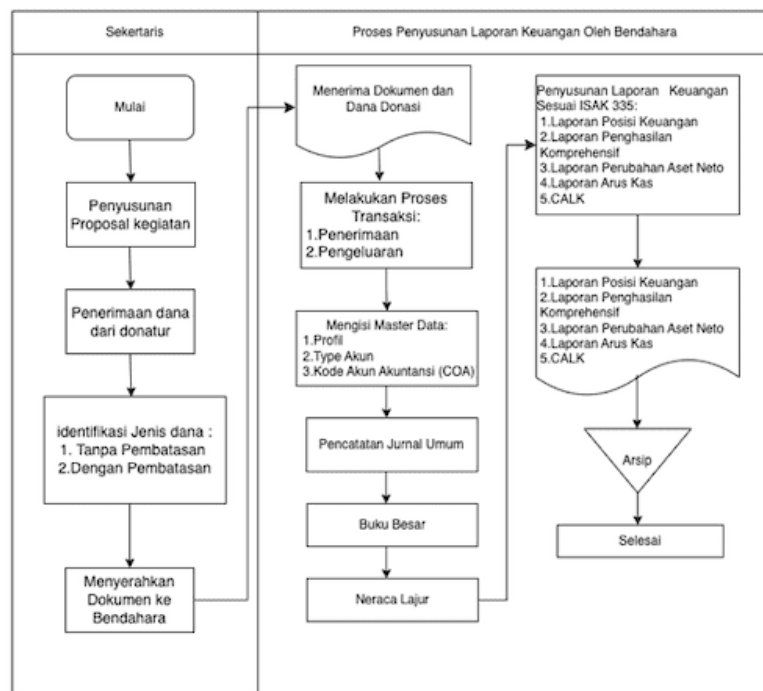 Sekertaris
Proses Penyusunan Laporan Keuangan Oleh Bendahara
Mulai
Penyusunan
Proposal kegiatan
Penerimaan dana
dari donatur
identifikasi Jenis dana :
1. Tanpa Pembatasan
2.Dengan Pembatasan
Menyerahkan
Dokumen ke
Bendahara
Menerima Dokumen dan
Dana Donasi
Melakukan Proses
Transaksi:
1.Penerimaan
2.Pengeluaran
Mengisi Master Data:
1.Profil
2.Type Akun
3.Kode Akun Akuntansi (COA)
Pencatatan Jurnal Umum
Buku Besar
Neraca Lajur
Penyusunan Laporan Keuangan
Sesuai ISAK 335:
1.Laporan Posisi Keuangan
2.Laporan Penghasilan
Komprehensif
3.Laporan Perubahan Aset Neto
4.Laporan Arus Kas
5.CALK
1.Laporan Posisi Keuangan
2.Laporan Penghasilan
Komprehensif
3.Laporan Perubahan Aset Neto
4.Laporan Arus Kas
5.CALK
Arsip
Selesai